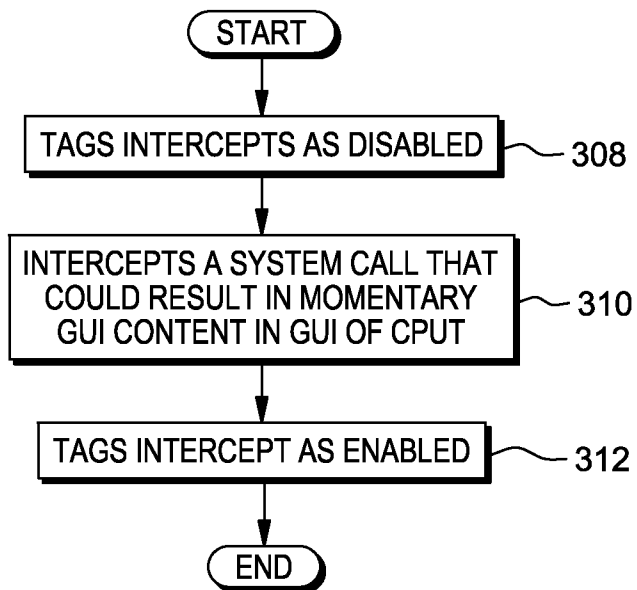 START
TAGS INTERCEPTS AS DISABLED
308
INTERCEPTS A SYSTEM CALL THAT
COULD RESULT IN MOMENTARY
GUI CONTENT IN GUI OF CPUT
310
TAGS INTERCEPT AS ENABLED
312
END